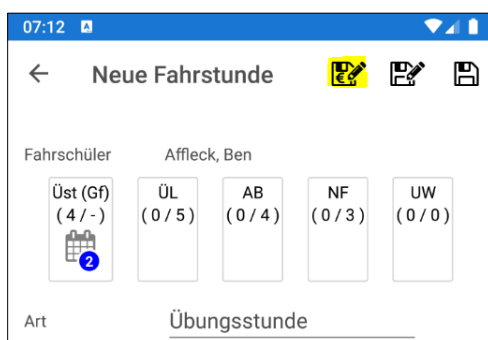 07:12 A
Neue Fahrstunde €
Fahrschüler Affleck, Ben
Üst (Gf) ÜL AB NF UW
( 4 / - ) ( 0 / 5 ) ( 0 / 4 ) ( 0 / 3 ) ( 0 / 0 )
2
Art Übungsstunde